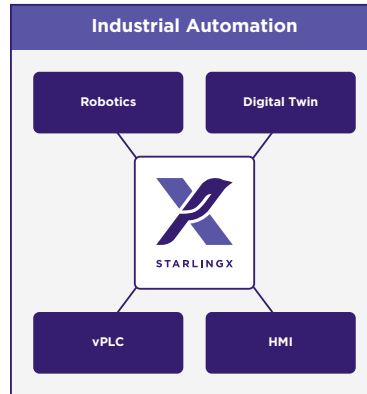 Industrial Automation
Robotics
Digital Twin
STARLINGX
vPLC
HMI